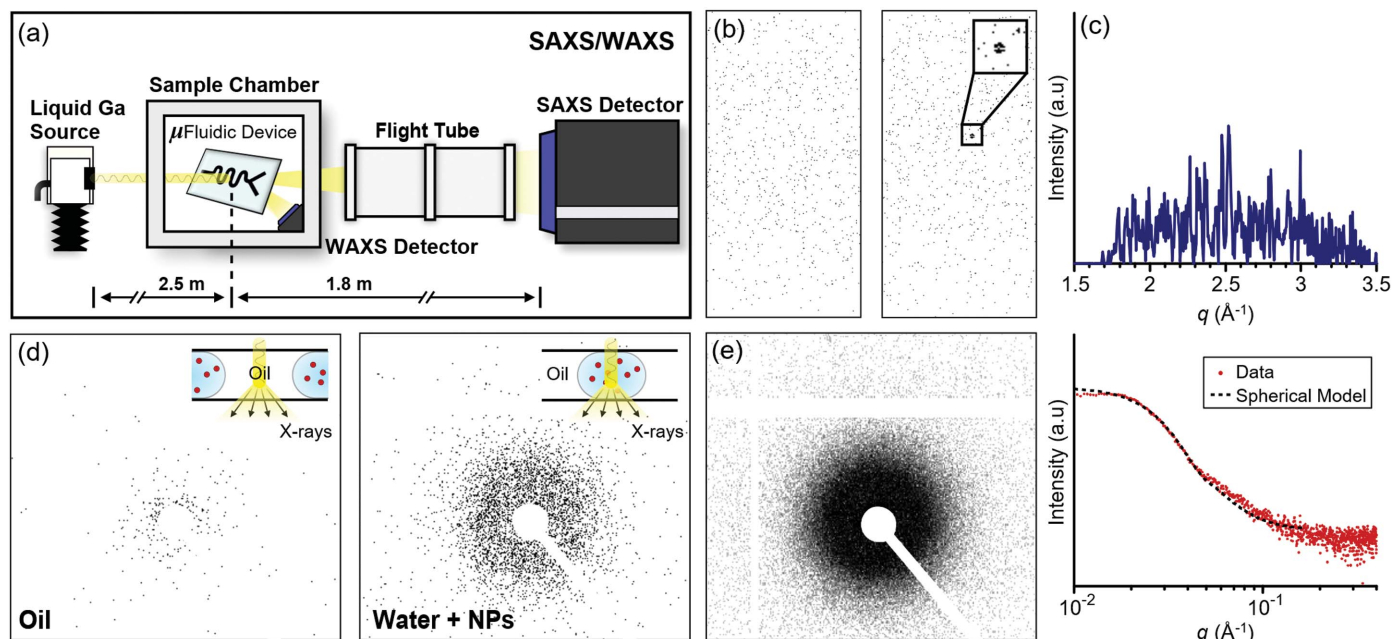 (a)
SAXS/WAXS
Liquid Ga
Source
Sample Chamber
µFluidic Device
Flight Tube
SAXS Detector
WAXS Detector
2.5 m
1.8 m
(b)
(c)
Intensity (a.u)
1.5
2
2.5
3
3.5
q (Å⁻¹)
(d)
Oil
X-rays
Oil
Oil
X-rays
Water + NPs
(e)
Data
Spherical Model
Intensity (a.u)
10⁻²
10⁻¹
q (Å⁻¹)